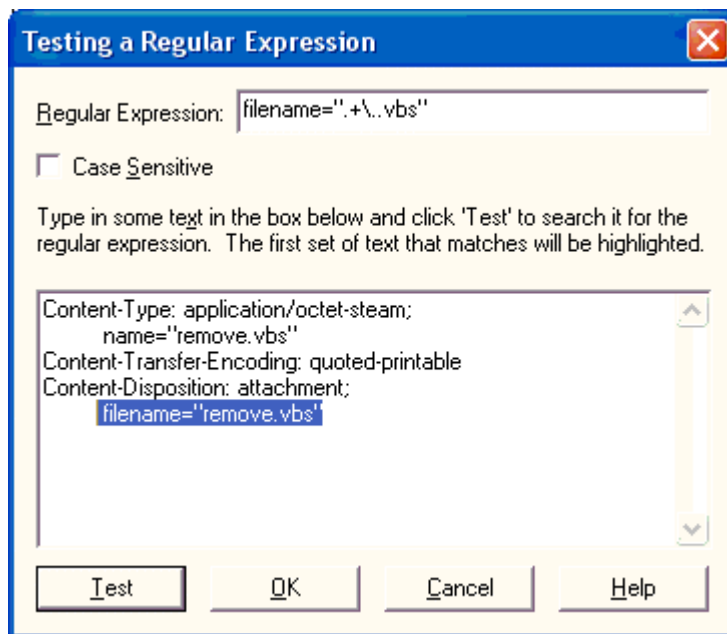 Testing a Regular Expression
Regular Expression: filename=".+\..vbs"
Case Sensitive
Type in some text in the box below and click 'Test' to search it for the
regular expression. The first set of text that matches will be highlighted.
Content-Type: application/octet-steam;
name="remove.vbs"
Content-Transfer-Encoding: quoted-printable
Content-Disposition: attachment;
filename="remove.vbs"
Test OK Cancel Help